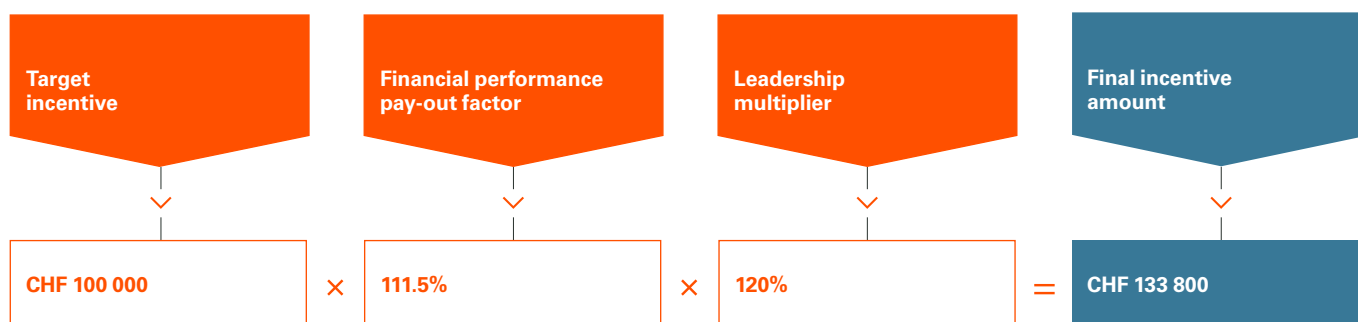 Target
incentive
Financial performance
pay-out factor
Leadership
multiplier
Final incentive
amount
CHF 100 000
×
111.5%
×
120%
=
CHF 133 800